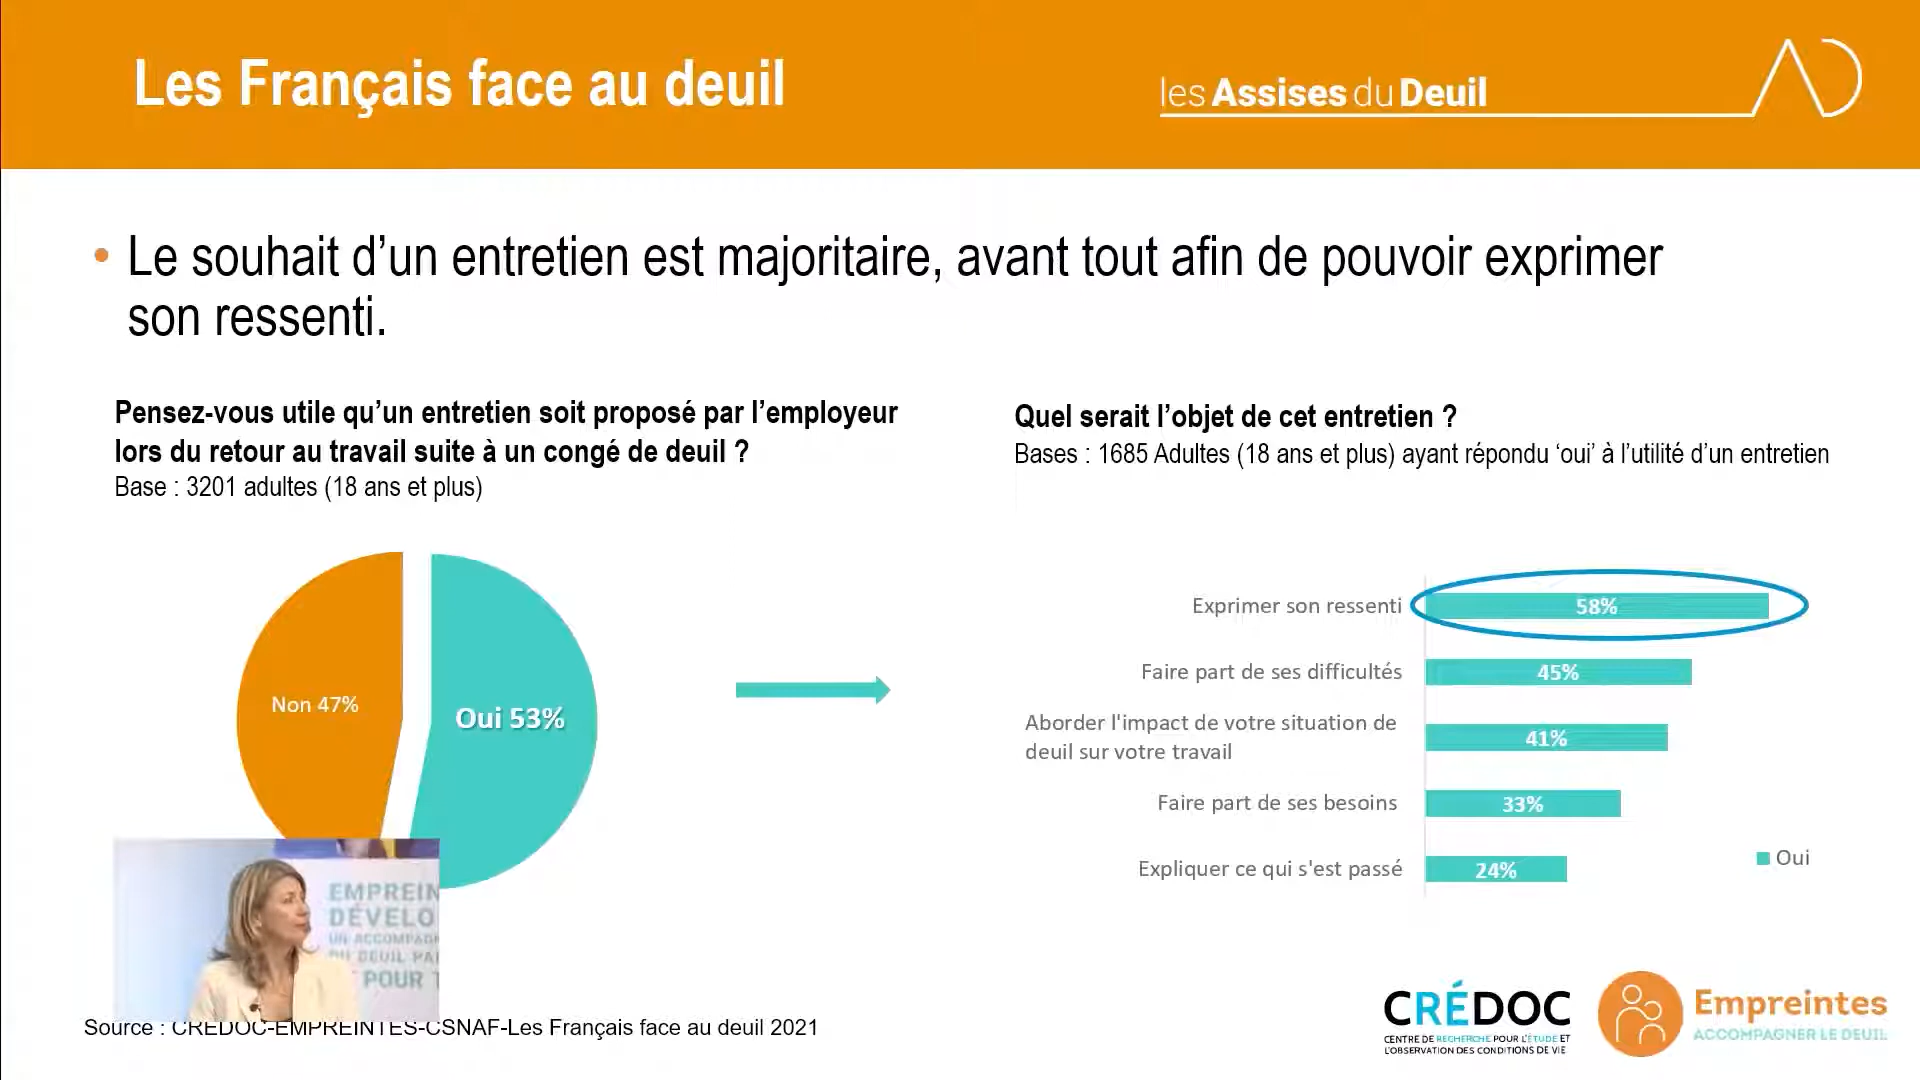 Les Français face au deuil
les Assises du Deuil
AD
• Le souhait d’un entretien est majoritaire, avant tout afin de pouvoir exprimer
son ressenti.
Pensez-vous utile qu’un entretien soit proposé par l’employeur
lors du retour au travail suite à un congé de deuil ?
Base : 3201 adultes (18 ans et plus)
Non 47%
Oui 53%
Quel serait l’objet de cet entretien ?
Bases : 1685 Adultes (18 ans et plus) ayant répondu ‘oui’ à l’utilité d’un entretien
Exprimer son ressenti 58%
Faire part de ses difficultés 45%
Aborder l'impact de votre situation de
deuil sur votre travail 41%
Faire part de ses besoins 33%
Expliquer ce qui s'est passé 24%
Oui
EMPREIN
DÉVELO
UN ACCOMPAGN
DU DEUIL PA
POUR T
Source : CREDOC-EMPREINTES-CSNAF-Les Français face au deuil 2021
CRÉDOC
CENTRE DE RECHERCHE POUR L'ÉTUDE ET
L'OBSERVATION DES CONDITIONS DE VIE
Empreintes
ACCOMPAGNER LE DEUIL